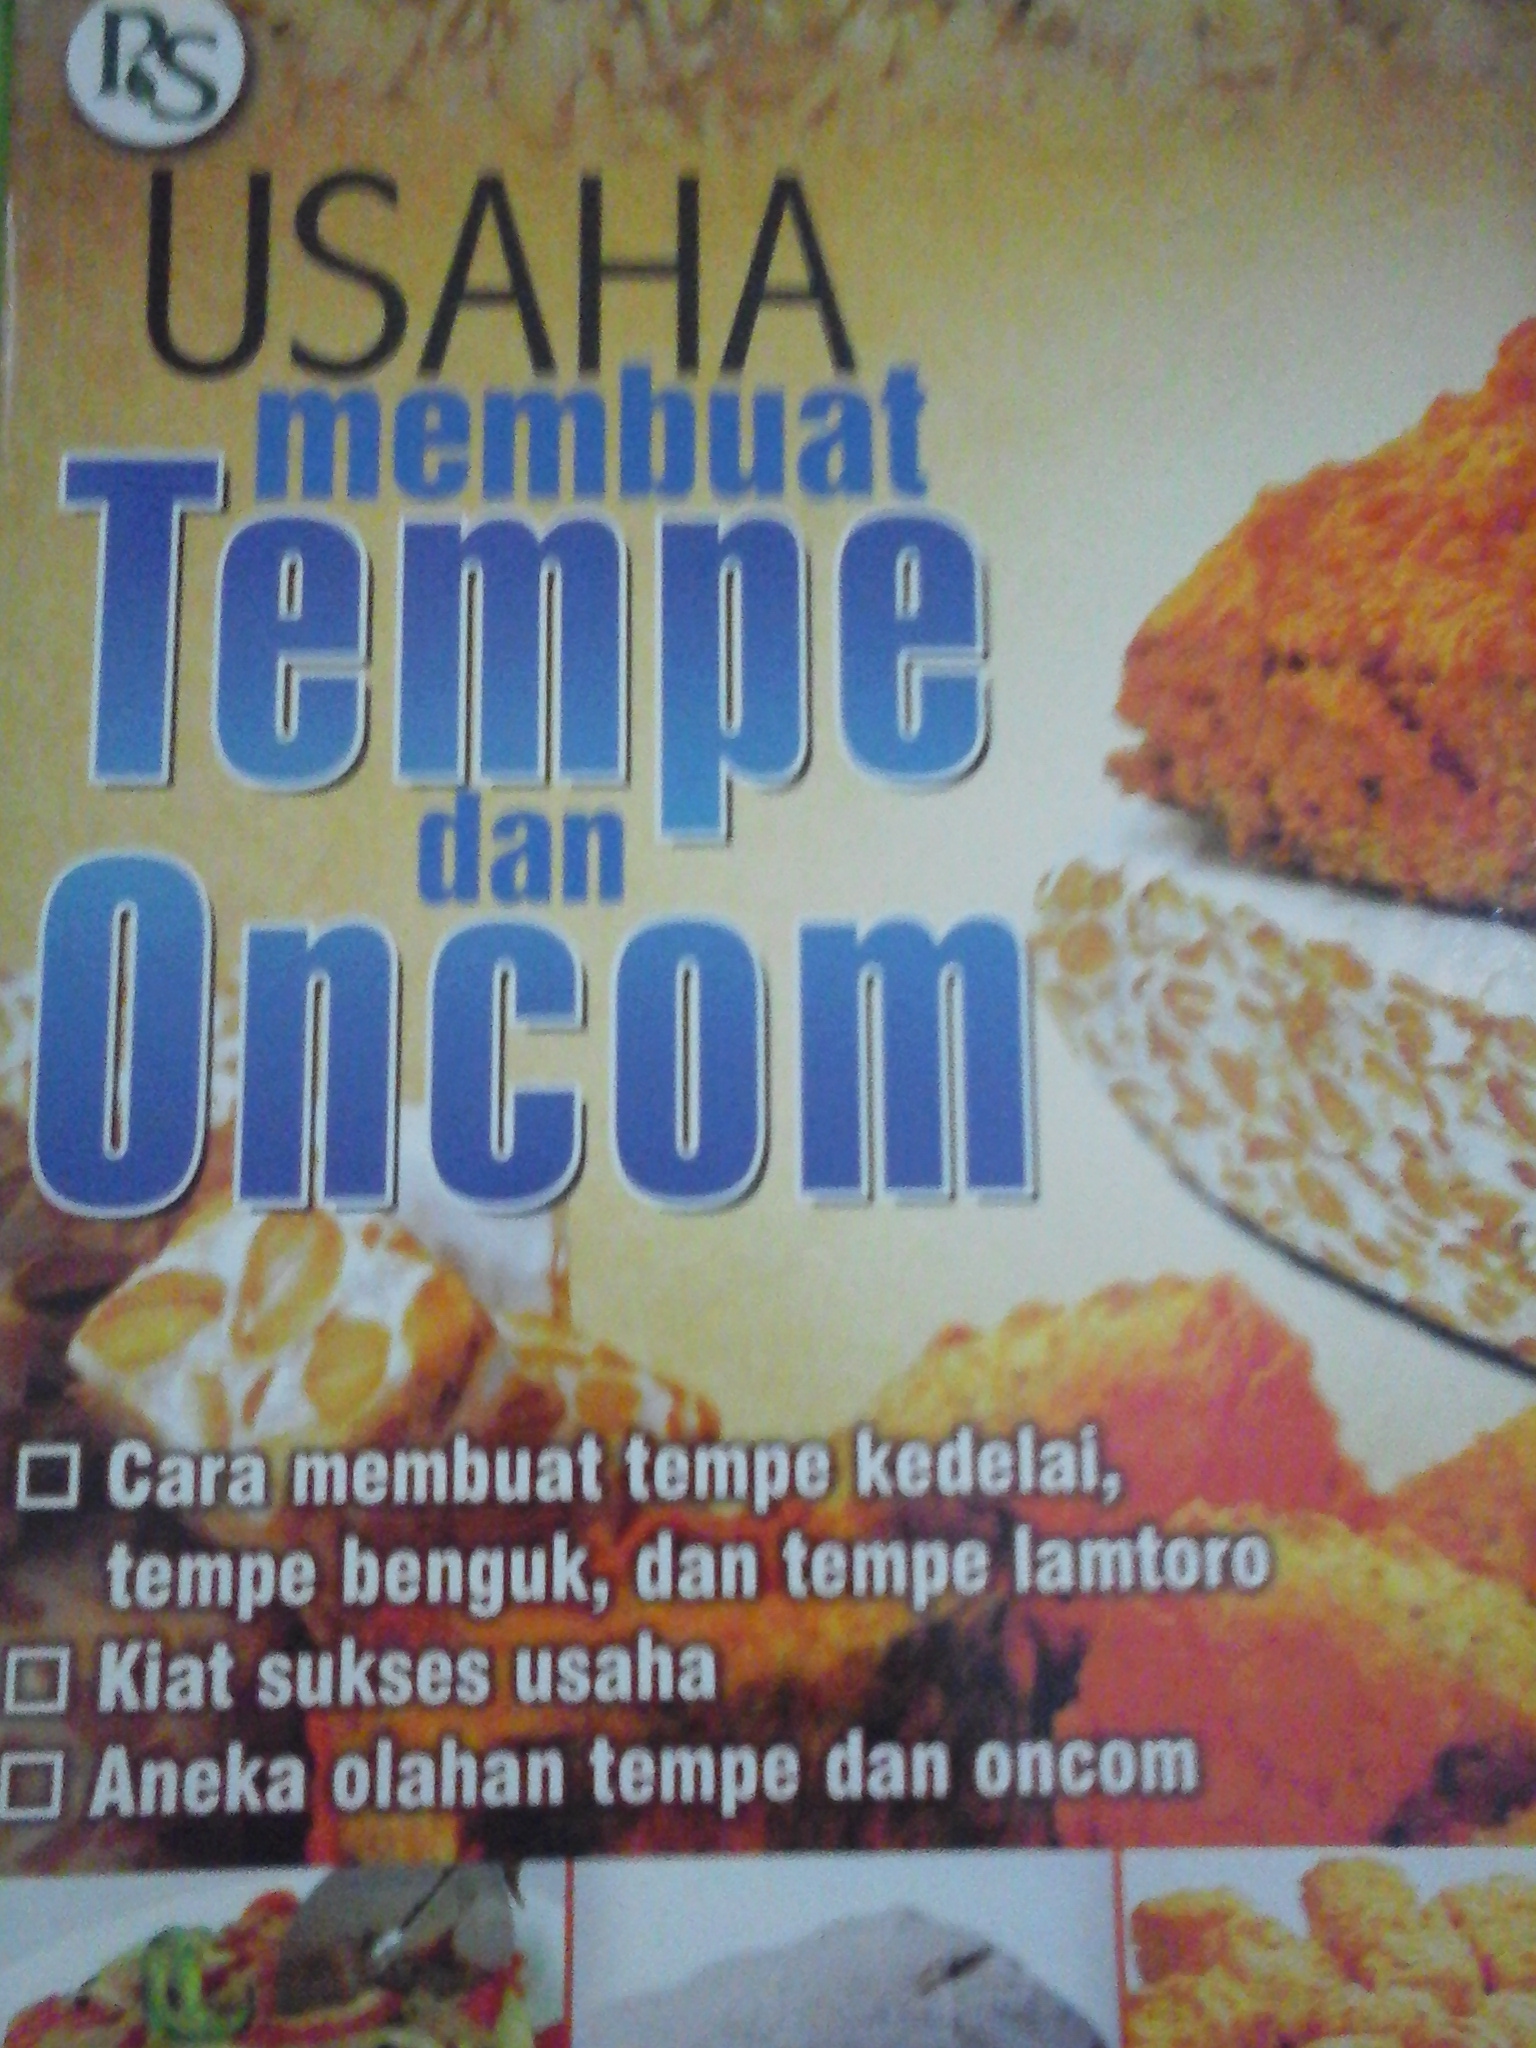 PS
USAHA
membuat
Tempe
dan
Oncom
Cara membuat tempe kedelai,
tempe benguk, dan tempe lamtoro
Kiat sukses usaha
Aneka olahan tempe dan oncom